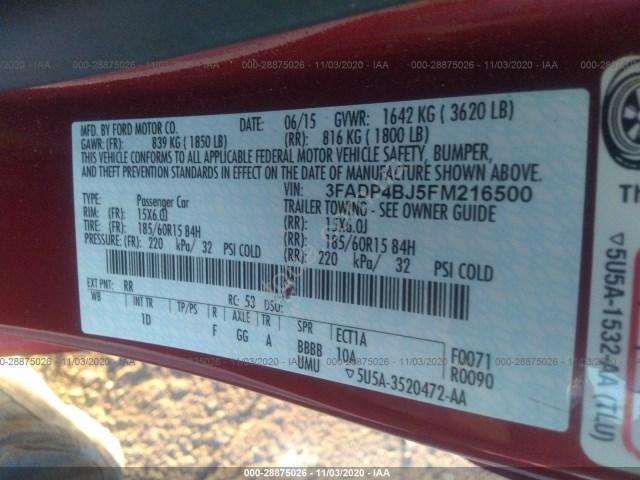 000-28875026 - 11/03/2020 - IAA
MFD. BY FORD MOTOR CO.
DATE: 06/15 GVWR: 1642 KG ( 3620 LB)
GAWR: (FR): 839 KG ( 1850 LB) (RR): 816 KG ( 1800 LB)
THIS VEHICLE CONFORMS TO ALL APPLICABLE FEDERAL MOTOR VEHICLE SAFETY, BUMPER,
AND THEFT PREVENTION STANDARDS IN EFFECT ON THE DATE OF MANUFACTURE SHOWN ABOVE.
VIN: 3FADP4BJ5FM216500
TYPE: Passenger Car TRAILER TOWING - SEE OWNER GUIDE
RIM: (FR): 15X6.0J (RR): 15X6.0J
TIRE: (FR): 185/60R15 84H (RR): 185/60R15 84H
PRESSURE: (FR): 220 kPa/ 32 PSI COLD (RR): 220 kPa/ 32 PSI COLD
EXT PNT: RR RC: 53 DSO:
WB INT TR TP/PS R AXLE TR SPR ECT1A
1D F GG A BBBB 10A F0071
UMU R0090
▽5U5A-3520472-AA
▽5U5A-1532 AA (TLU)
000-28875026 - 11/03/2020 - IAA